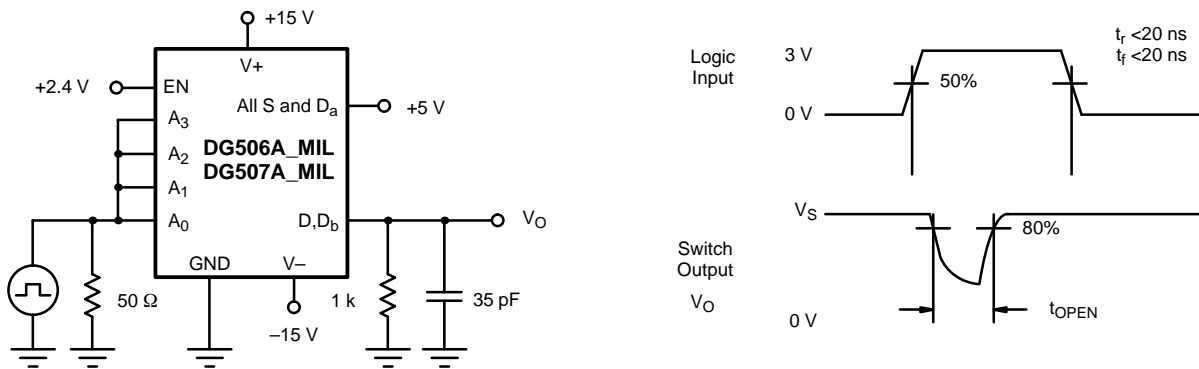 +15 V
V+
+2.4 V
EN
All S and Da
+5 V
A3
DG506A_MIL
A2
DG507A_MIL
A1
A0
D,Db
VO
GND
V–
50 Ω
1 k
35 pF
–15 V
Logic
Input
3 V
0 V
50%
tr <20 ns
tf <20 ns
VS
80%
Switch
Output
VO
0 V
tOPEN